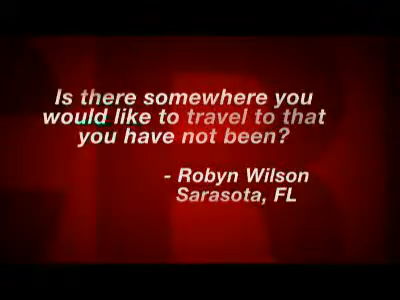 Is there somewhere you
would like to travel to that
you have not been?
- Robyn Wilson
Sarasota, FL